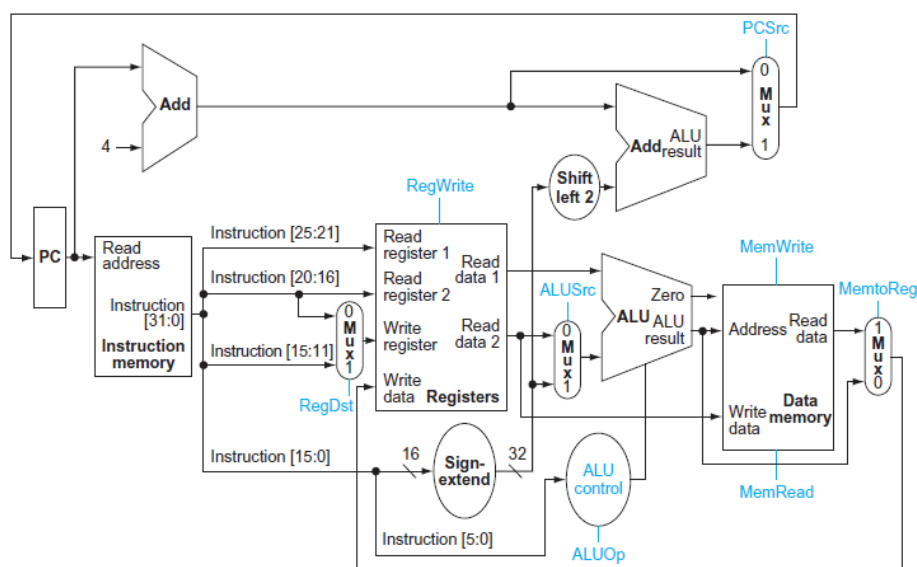 PCSrc
0
M
u
x
1
Add
4
Add
ALU
result
Shift
left 2
RegWrite
PC
Read
address
Instruction
[31:0]
Instruction
memory
Instruction [25:21]
Instruction [20:16]
Instruction [15:11]
0
M
u
x
1
RegDst
Read
register 1
Read
data 1
Read
register 2
Write
register
Read
data 2
Write
data
Registers
ALUSrc
0
M
u
x
1
Zero
ALU
ALU
result
MemWrite
Address
Read
data
Write
data
Data
memory
MemRead
MemtoReg
1
M
u
x
0
Instruction [15:0]
16
Sign-
extend
32
ALU
control
Instruction [5:0]
ALUOp